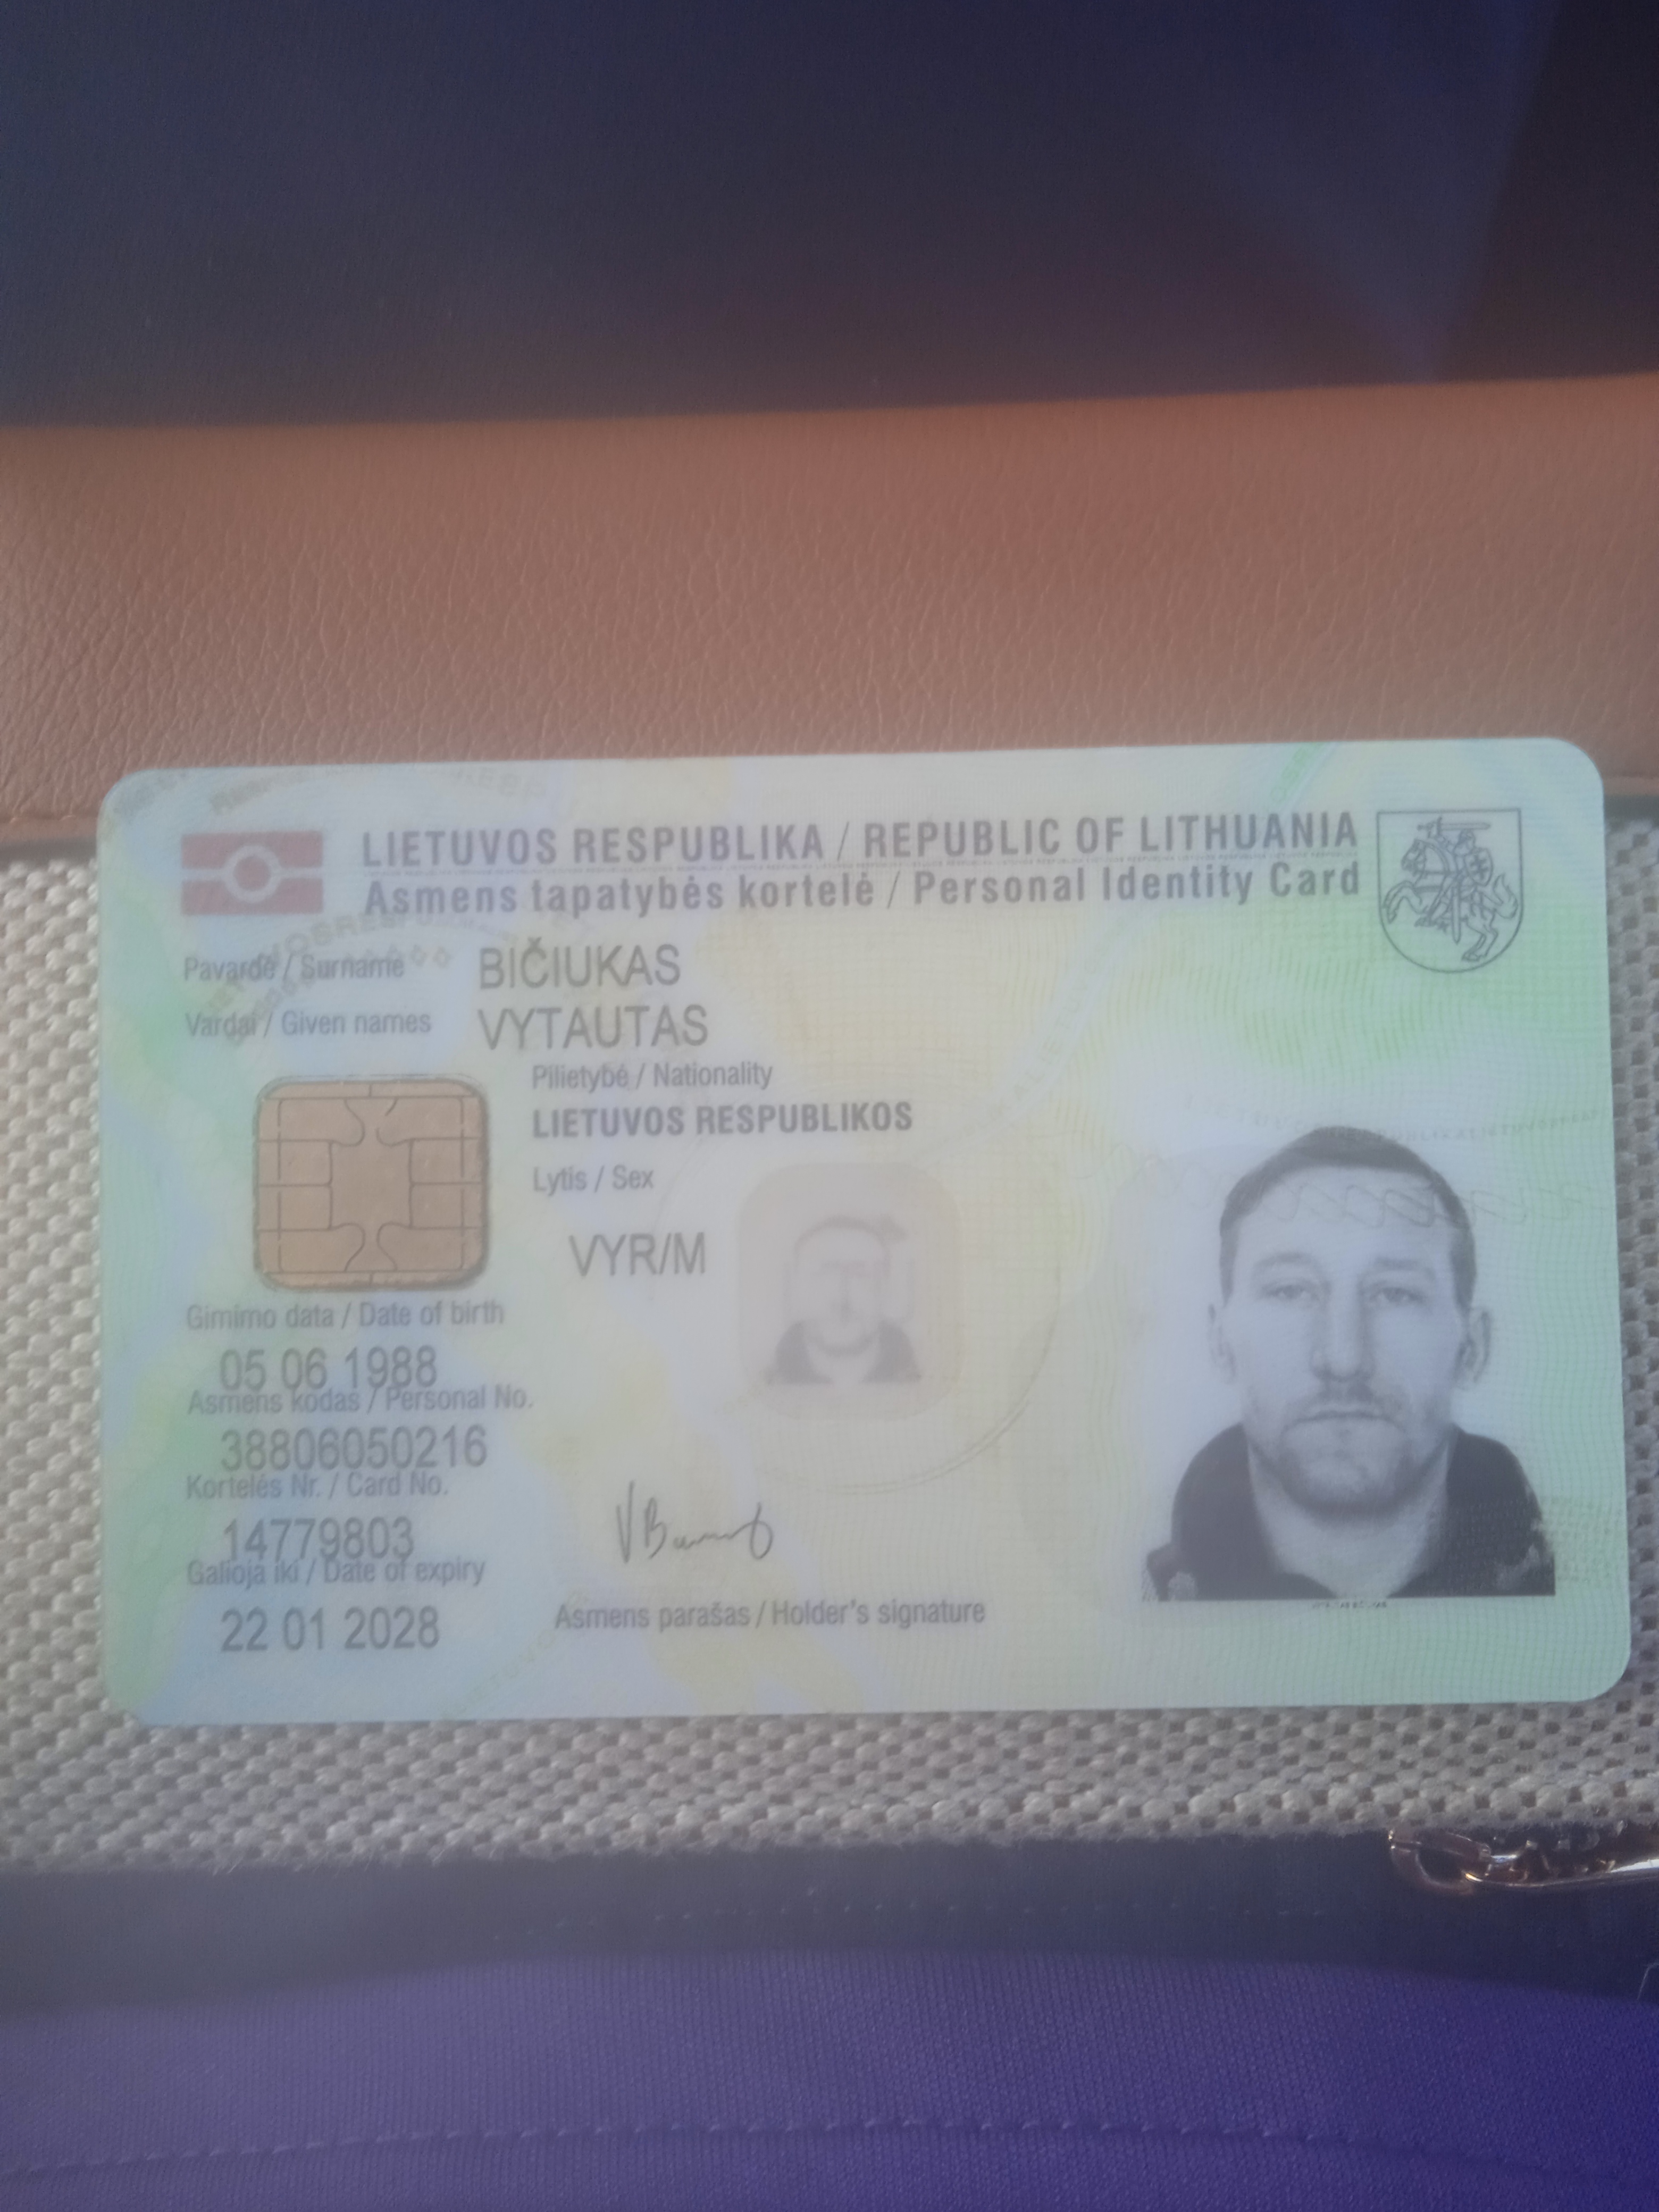 LIETUVOS RESPUBLIKA / REPUBLIC OF LITHUANIA
Asmens tapatybės kortelė / Personal Identity Card
Pavardė / Surname BIČIUKAS
Vardai / Given names VYTAUTAS
Pilietybė / Nationality
LIETUVOS RESPUBLIKOS
Lytis / Sex
VYR/M
Gimimo data / Date of birth
05 06 1988
Asmens kodas / Personal No.
38806050216
Kortelės Nr. / Card No.
14779803
Galioja iki / Date of expiry
22 01 2028
Asmens parašas / Holder's signature